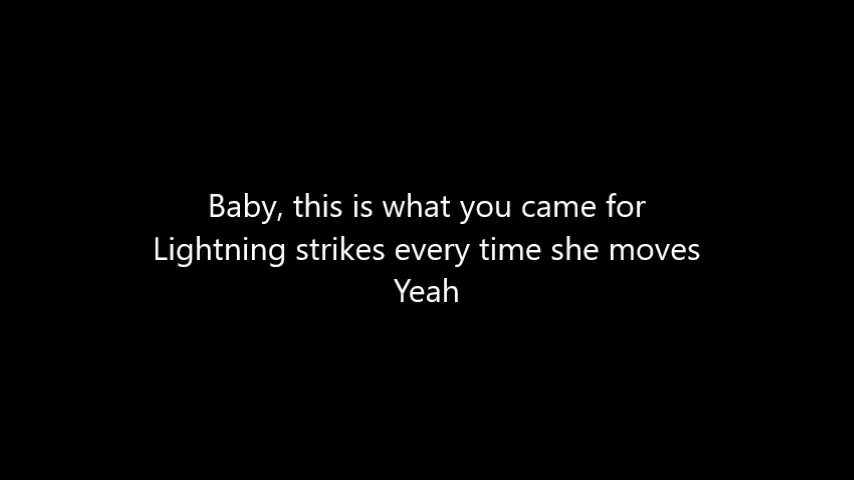 Baby, this is what you came for
Lightning strikes every time she moves
Yeah